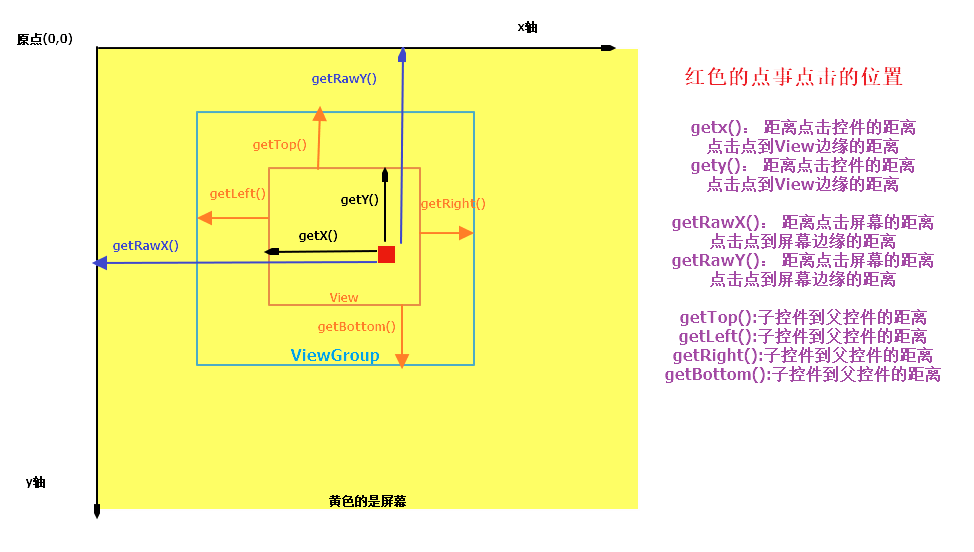 原点(0,0)
x轴
getRawY()
getTop()
getLeft()
getY()
getRight()
getRawX()
getX()
View
getBottom()
ViewGroup
y轴
黄色的是屏幕
红色的点事点击的位置
getx()： 距离点击控件的距离
点击点到View边缘的距离
gety()： 距离点击控件的距离
点击点到View边缘的距离
getRawX()： 距离点击屏幕的距离
点击点到屏幕边缘的距离
getRawY()： 距离点击屏幕的距离
点击点到屏幕边缘的距离
getTop():子控件到父控件的距离
getLeft():子控件到父控件的距离
getRight():子控件到父控件的距离
getBottom():子控件到父控件的距离